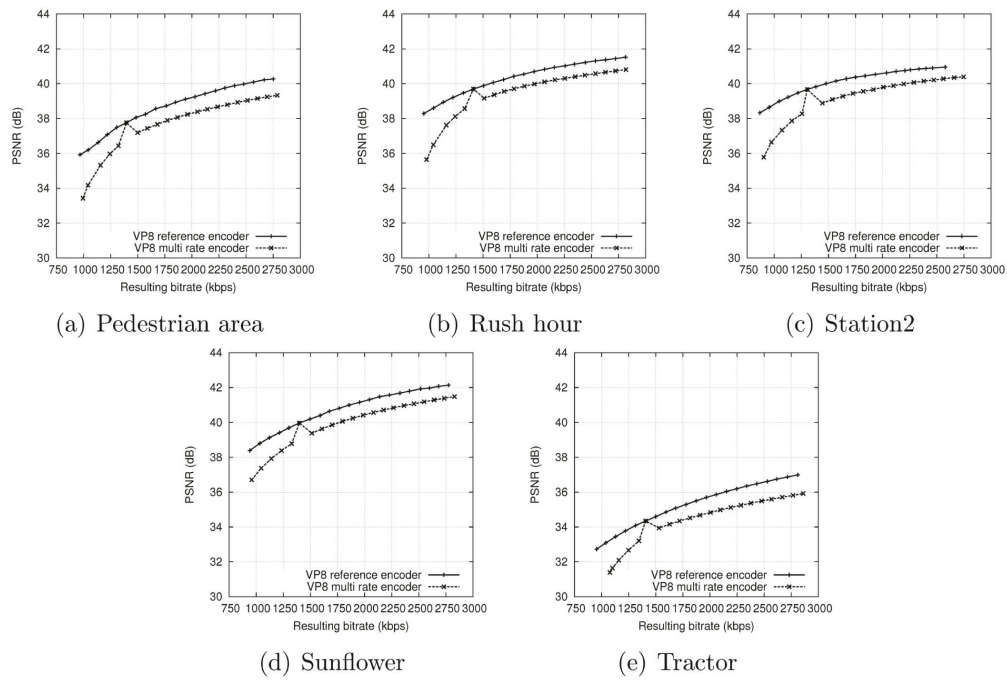 44
42
40
38
36
34
32
30
PSNR (dB)
VP8 reference encoder
VP8 multi rate encoder
750 1000 1250 1500 1750 2000 2250 2500 2750 3000
Resulting bitrate (kbps)
(a) Pedestrian area
44
42
40
38
36
34
32
30
PSNR (dB)
VP8 reference encoder
VP8 multi rate encoder
750 1000 1250 1500 1750 2000 2250 2500 2750 3000
Resulting bitrate (kbps)
(b) Rush hour
44
42
40
38
36
34
32
30
PSNR (dB)
VP8 reference encoder
VP8 multi rate encoder
750 1000 1250 1500 1750 2000 2250 2500 2750 3000
Resulting bitrate (kbps)
(c) Station2
44
42
40
38
36
34
32
30
PSNR (dB)
VP8 reference encoder
VP8 multi rate encoder
750 1000 1250 1500 1750 2000 2250 2500 2750 3000
Resulting bitrate (kbps)
(d) Sunflower
44
42
40
38
36
34
32
30
PSNR (dB)
VP8 reference encoder
VP8 multi rate encoder
750 1000 1250 1500 1750 2000 2250 2500 2750 3000
Resulting bitrate (kbps)
(e) Tractor